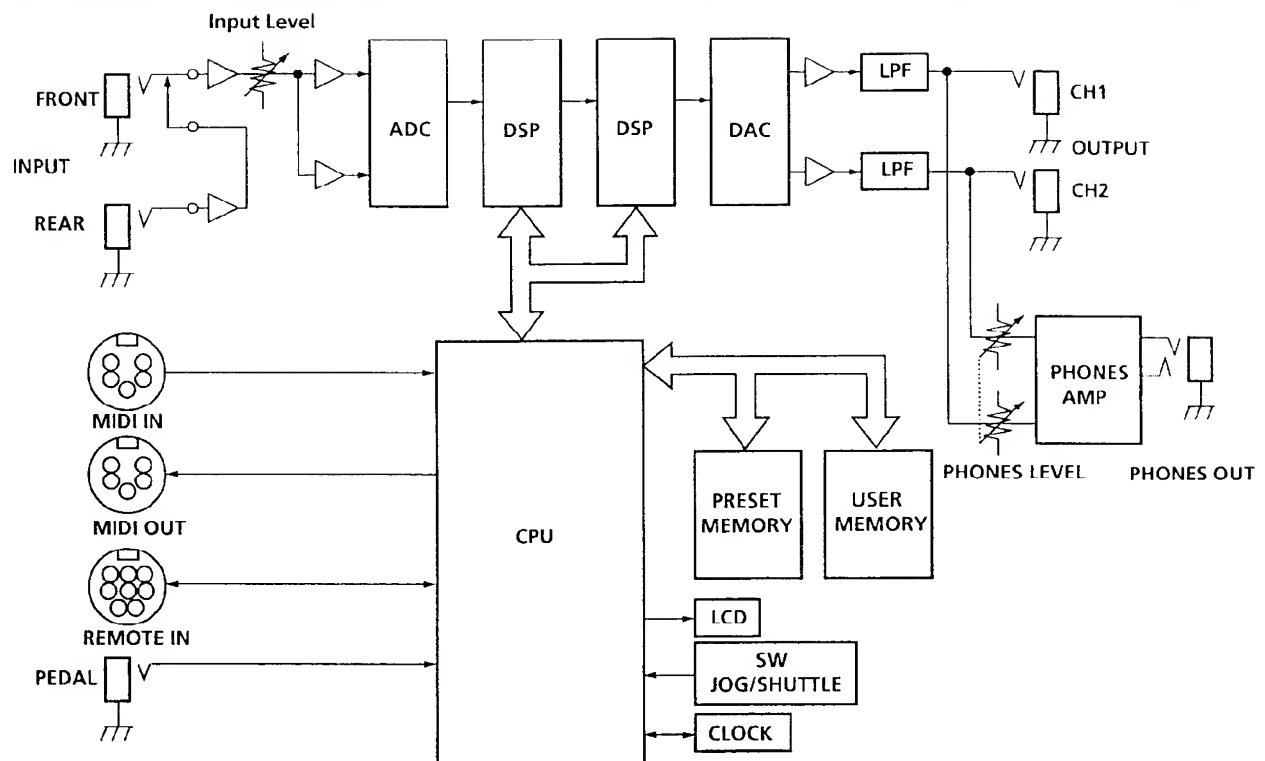 Input Level
FRONT
INPUT
REAR
ADC
DSP
DSP
DAC
LPF
LPF
CH1
OUTPUT
CH2
MIDI IN
MIDI OUT
REMOTE IN
PEDAL
CPU
PRESET
MEMORY
USER
MEMORY
LCD
SW
JOG/SHUTTLE
CLOCK
PHONES
AMP
PHONES LEVEL
PHONES OUT